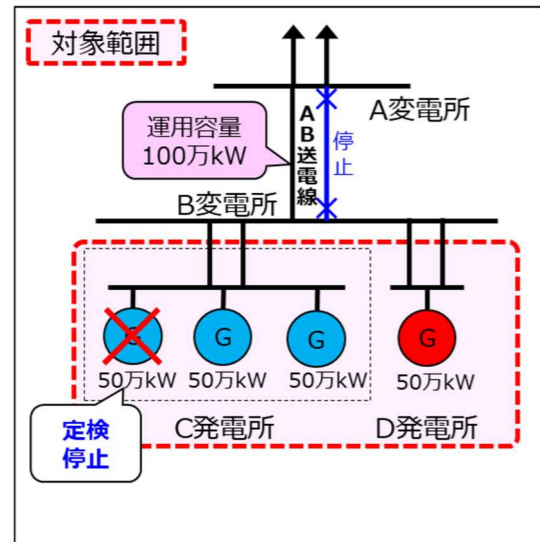 対象範囲
A変電所
運用容量
100万kW
AB送電線
停止
B変電所
G
G
G
G
50万kW
50万kW
50万kW
50万kW
定検
停止
C発電所
D発電所